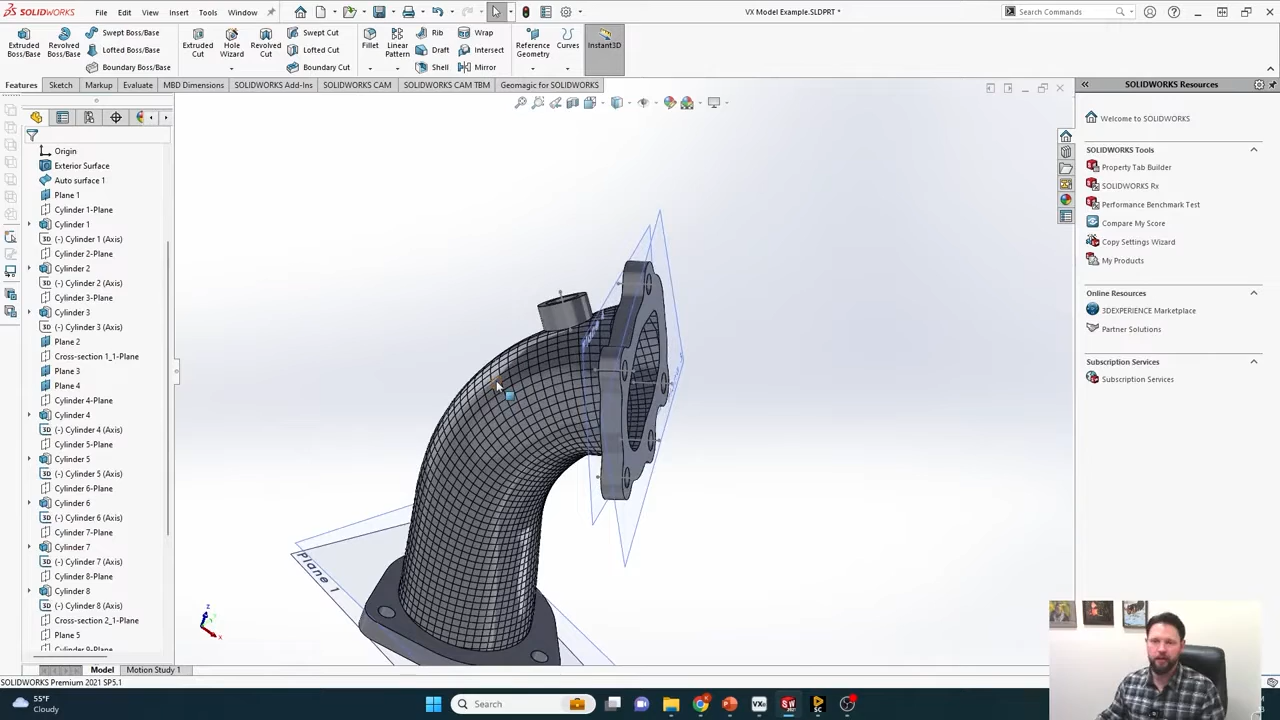 SOLIDWORKS
File
Edit
View
Insert
Tools
Window
VX Model Example.SLDPRT *
Search Commands
Extruded Boss/Base
Revolved Boss/Base
Swept Boss/Base
Lofted Boss/Base
Boundary Boss/Base
Extruded Cut
Hole Wizard
Revolved Cut
Swept Cut
Lofted Cut
Boundary Cut
Fillet
Linear Pattern
Rib
Draft
Shell
Wrap
Intersect
Mirror
Reference Geometry
Curves
Instant3D
Features
Sketch
Markup
Evaluate
MBD Dimensions
SOLIDWORKS Add-Ins
SOLIDWORKS CAM
SOLIDWORKS CAM TBM
Geomagic for SOLIDWORKS
Origin
Exterior Surface
Auto surface 1
Plane 1
Cylinder 1-Plane
Cylinder 1
(-) Cylinder 1 (Axis)
Cylinder 2-Plane
Cylinder 2
(-) Cylinder 2 (Axis)
Cylinder 3-Plane
Cylinder 3
(-) Cylinder 3 (Axis)
Plane 2
Cross-section 1_1-Plane
Plane 3
Plane 4
Cylinder 4-Plane
Cylinder 4
(-) Cylinder 4 (Axis)
Cylinder 5-Plane
Cylinder 5
(-) Cylinder 5 (Axis)
Cylinder 6-Plane
Cylinder 6
(-) Cylinder 6 (Axis)
Cylinder 7-Plane
Cylinder 7
(-) Cylinder 7 (Axis)
Cylinder 8-Plane
Cylinder 8
(-) Cylinder 8 (Axis)
Cross-section 2_1-Plane
Plane 5
Cylinder 9-Plane
Plane 1
z
x
SOLIDWORKS Resources
Welcome to SOLIDWORKS
SOLIDWORKS Tools
Property Tab Builder
SOLIDWORKS Rx
Performance Benchmark Test
Compare My Score
Copy Settings Wizard
My Products
Online Resources
3DEXPERIENCE Marketplace
Partner Solutions
Subscription Services
Subscription Services
Model
Motion Study 1
SOLIDWORKS Premium 2021 SP5.1
55°F
Cloudy
Search